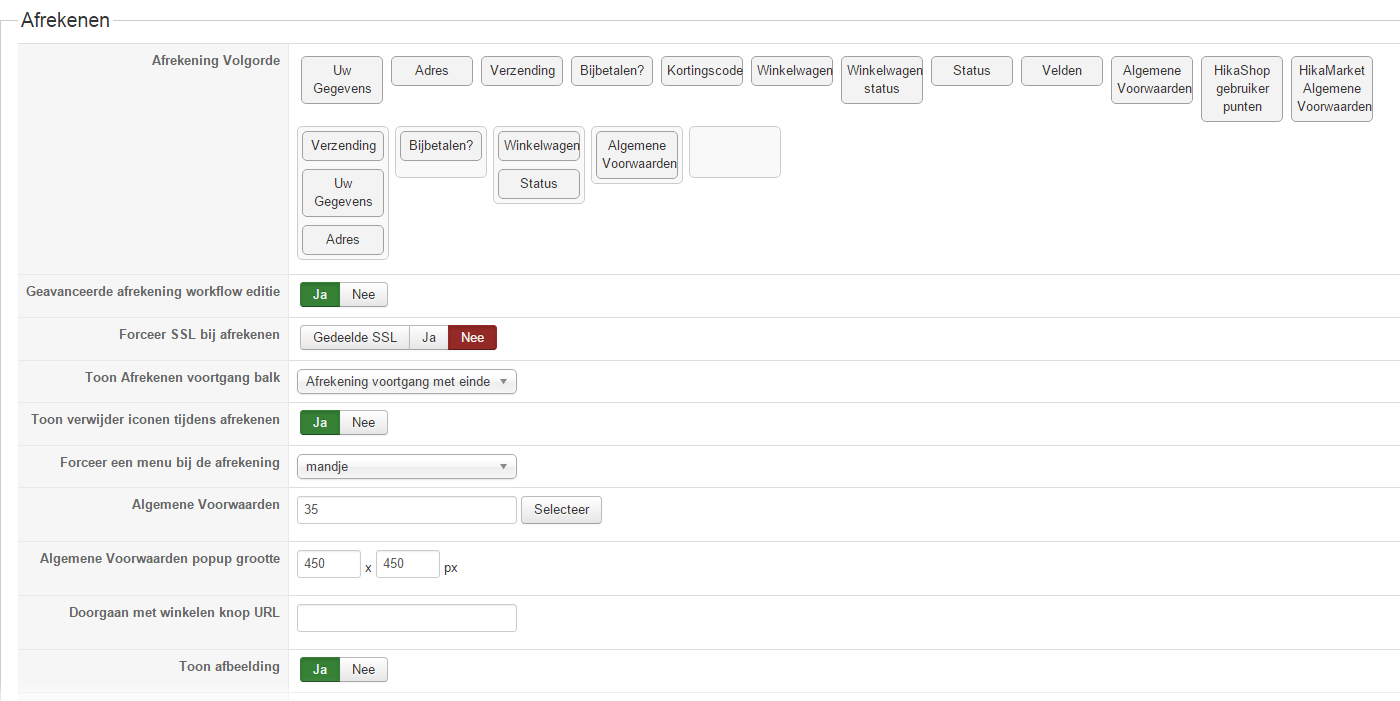 Afrekenen
Afrekening Volgorde
Uw
Gegevens
Adres
Verzending
Bijbetalen?
Kortingscode
Winkelwagen
Winkelwagen
status
Status
Velden
Algemene
Voorwaarden
HikaShop
gebruiker
punten
HikaMarket
Algemene
Voorwaarden
Verzending
Uw
Gegevens
Adres
Bijbetalen?
Winkelwagen
Status
Algemene
Voorwaarden
Geavanceerde afrekening workflow editie
Ja Nee
Forceer SSL bij afrekenen
Gedeelde SSL Ja Nee
Toon Afrekenen voortgang balk
Afrekening voortgang met einde
Toon verwijder iconen tijdens afrekenen
Ja Nee
Forceer een menu bij de afrekening
mandje
Algemene Voorwaarden
35 Selecteer
Algemene Voorwaarden popup grootte
450 x 450 px
Doorgaan met winkelen knop URL
Toon afbeelding
Ja Nee